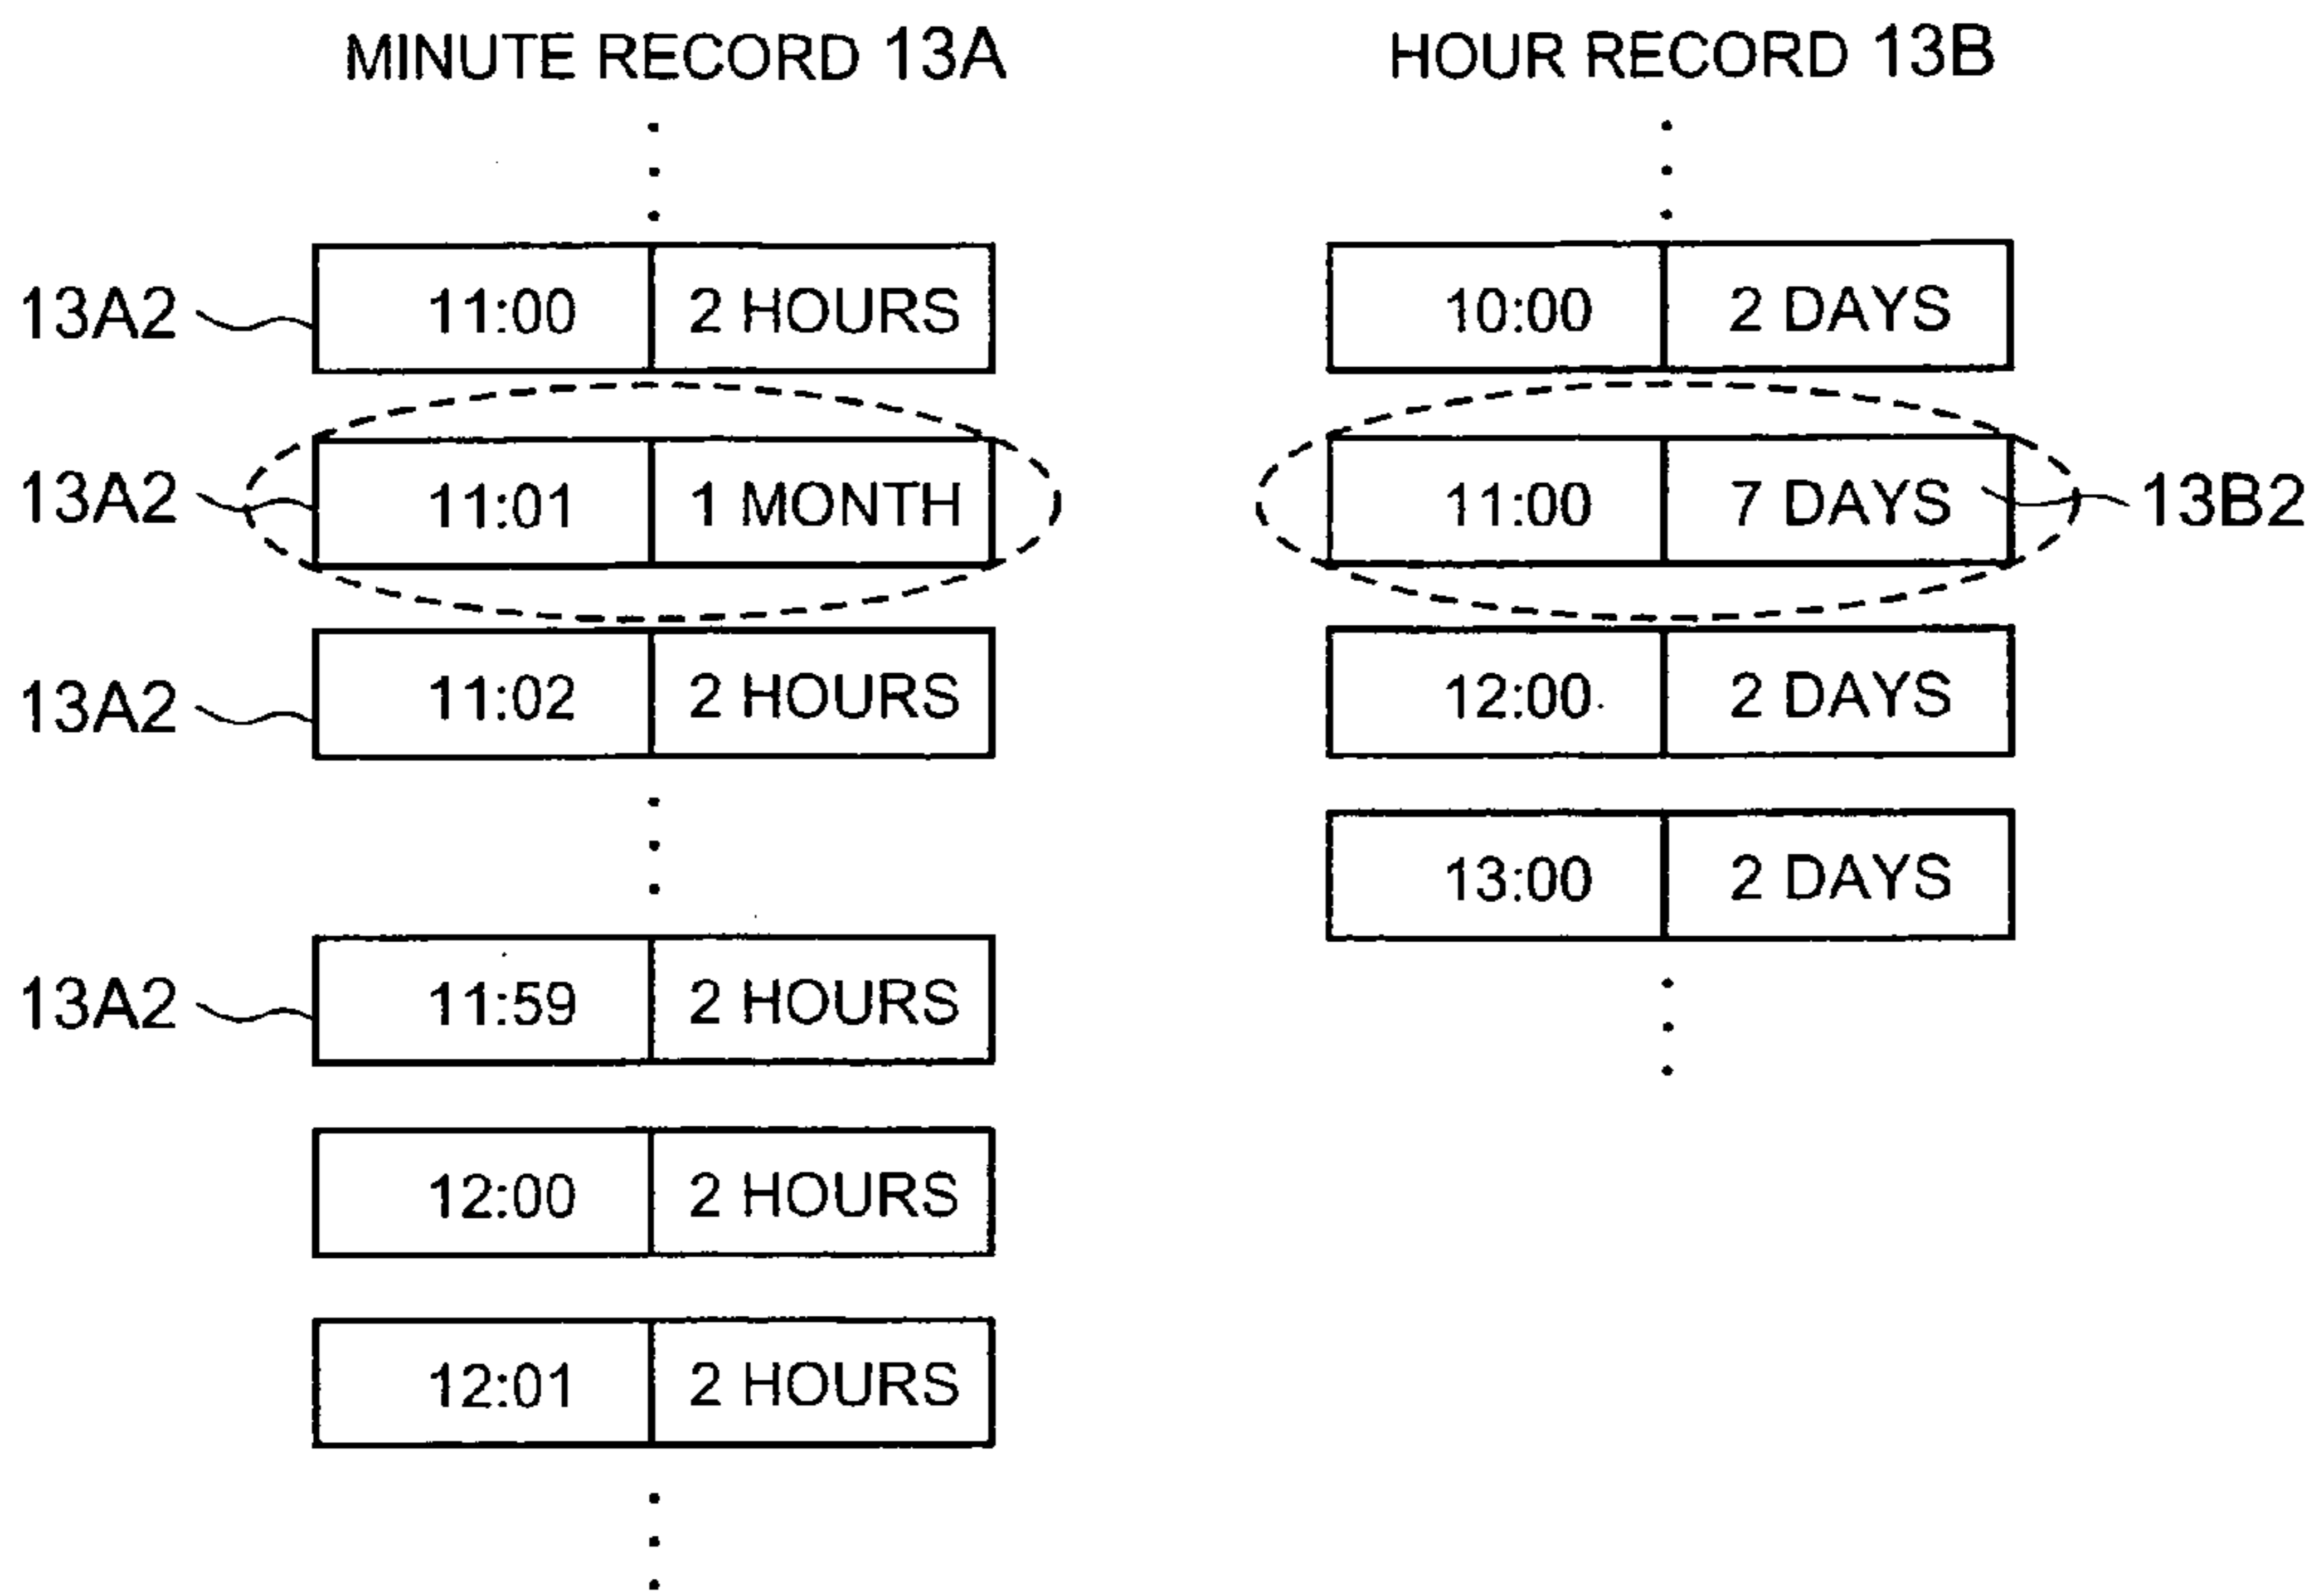 MINUTE RECORD 13A
13A2 11:00 2 HOURS
13A2 11:01 1 MONTH
13A2 11:02 2 HOURS
13A2 11:59 2 HOURS
12:00 2 HOURS
12:01 2 HOURS
HOUR RECORD 13B
10:00 2 DAYS
11:00 7 DAYS 13B2
12:00 2 DAYS
13:00 2 DAYS